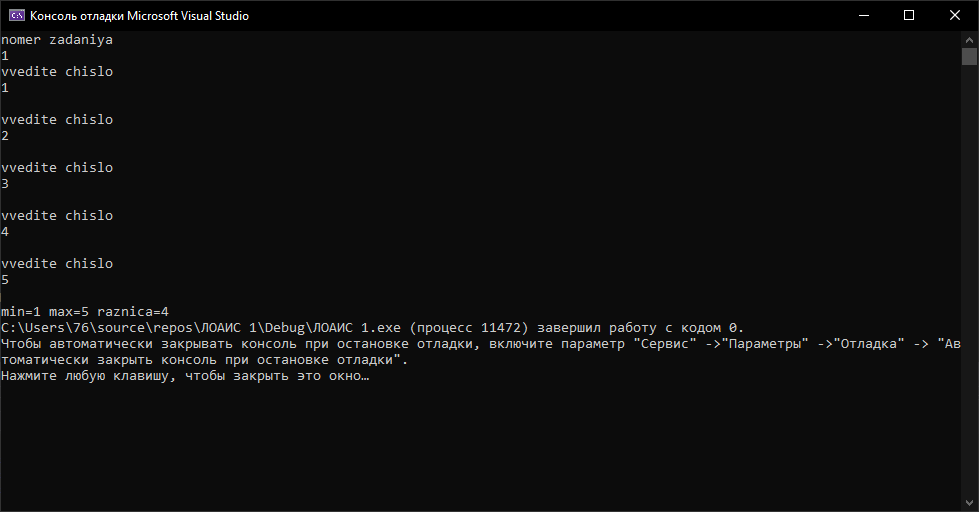 Консоль отладки Microsoft Visual Studio
nomer zadaniya
1
vvedite chislo
1
vvedite chislo
2
vvedite chislo
3
vvedite chislo
4
vvedite chislo
5
min=1 max=5 raznica=4
C:\Users\76\source\repos\ЛОАИС 1\Debug\ЛОАИС 1.exe (процесс 11472) завершил работу с кодом 0.
Чтобы автоматически закрывать консоль при остановке отладки, включите параметр "Сервис" ->"Параметры" ->"Отладка" -> "Ав
томатически закрыть консоль при остановке отладки".
Нажмите любую клавишу, чтобы закрыть это окно…